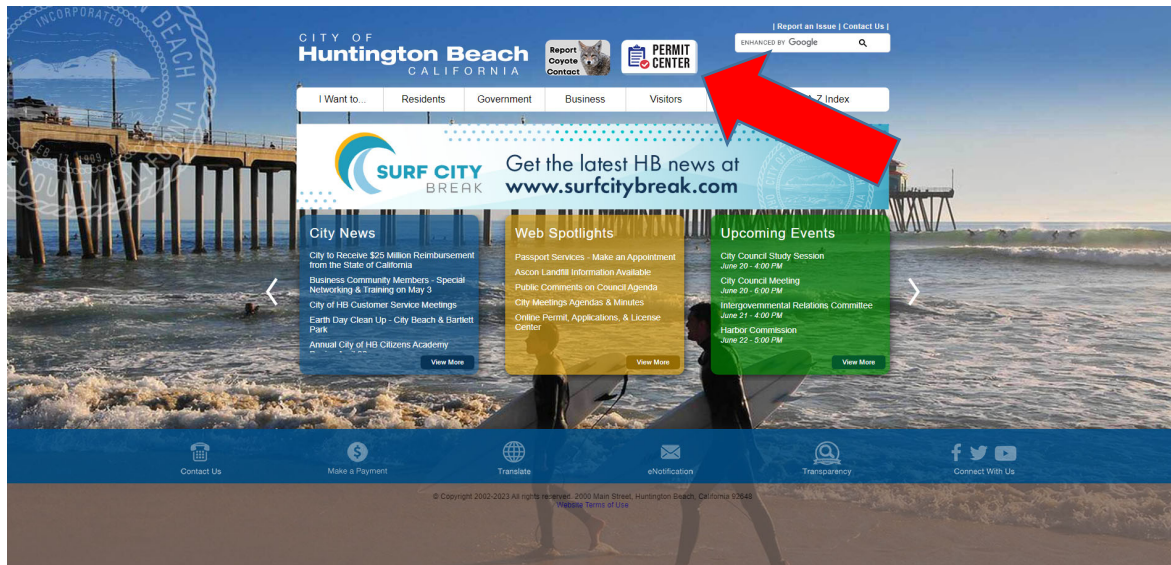 INCORPORATED
BEACH
COUNTY CALIFORNIA
CITY OF
Huntington Beach
CALIFORNIA
Report
Coyote
Contact
PERMIT
CENTER
| Report an Issue | Contact Us |
ENHANCED BY Google
I Want to... Residents Government Business Visitors Z Index
SURF CITY
BREAK
Get the latest HB news at
www.surfcitybreak.com
City News
City to Receive $25 Million Reimbursement
from the State of California
Business Community Members - Special
Networking & Training on May 3
City of HB Customer Service Meetings
Earth Day Clean Up - City Beach & Bartlett
Park
Annual City of HB Citizens Academy
View More
Web Spotlights
Passport Services - Make an Appointment
Ascon Landfill Information Available
Public Comments on Council Agenda
City Meetings Agendas & Minutes
Online Permit, Applications, & License
Center
View More
Upcoming Events
City Council Study Session
June 20 - 4:00 PM
City Council Meeting
June 20 - 6:00 PM
Intergovernmental Relations Committee
June 21 - 4:00 PM
Harbor Commission
June 22 - 5:00 PM
View More
Contact Us
Make a Payment
Translate
eNotification
Transparency
Connect With Us
© Copyright 2002-2023 All rights reserved. 2000 Main Street, Huntington Beach, California 92648
Website Terms of Use